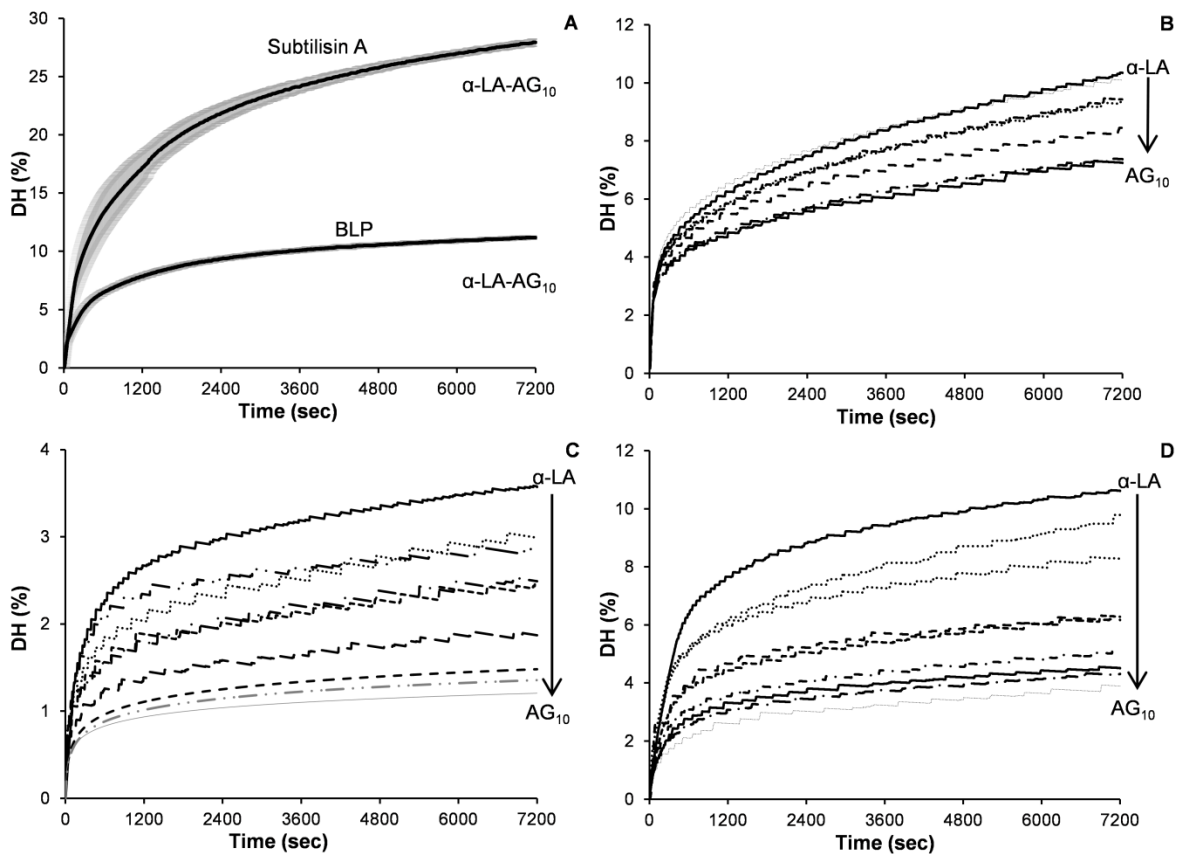 A
DH (%)
30
25
20
15
10
5
0
Subtilisin A
α-LA-AG₁₀
BLP
α-LA-AG₁₀
0 1200 2400 3600 4800 6000 7200
Time (sec)
B
DH (%)
12
10
8
6
4
2
0
α-LA
AG₁₀
0 1200 2400 3600 4800 6000 7200
Time (sec)
C
DH (%)
4
3
2
1
0
α-LA
AG₁₀
0 1200 2400 3600 4800 6000 7200
Time (sec)
D
DH (%)
12
10
8
6
4
2
0
α-LA
AG₁₀
0 1200 2400 3600 4800 6000 7200
Time (sec)